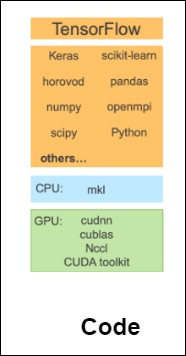 TensorFlow
Keras scikit-learn
horovod pandas
numpy openmpi
scipy Python
others...
CPU: mkl
GPU: cudnn
cublas
Nccl
CUDA toolkit
Code